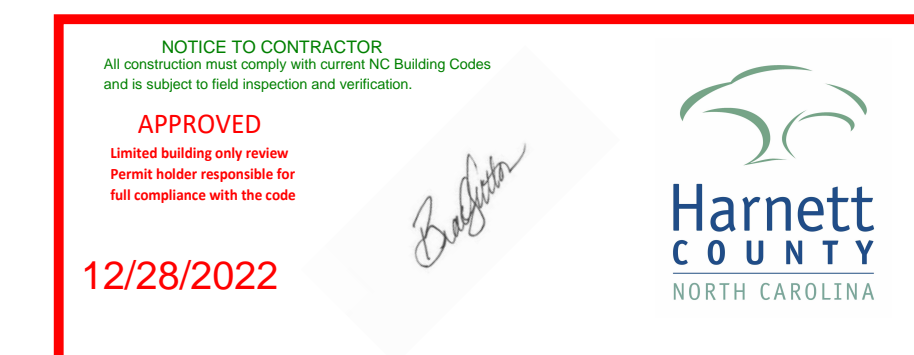 NOTICE TO CONTRACTOR
All construction must comply with current NC Building Codes
and is subject to field inspection and verification.
APPROVED
Limited building only review
Permit holder responsible for
full compliance with the code
Brad Sutton
12/28/2022
Harnett
COUNTY
NORTH CAROLINA